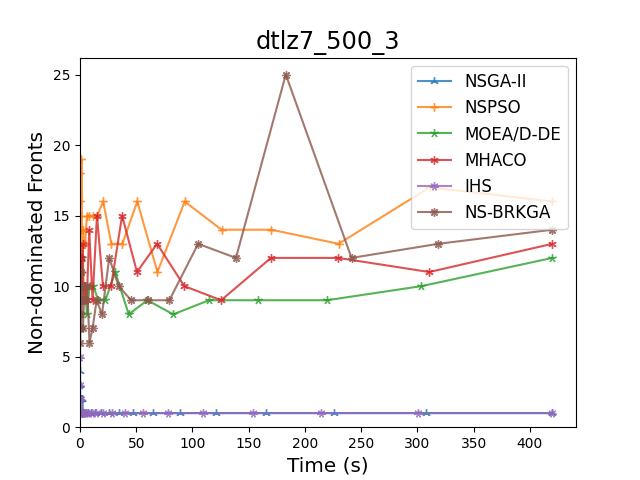 dtlz7_500_3
Non-dominated Fronts
25
20
15
10
5
0
NSGA-II
NSPSO
MOEA/D-DE
MHACO
IHS
NS-BRKGA
0 50 100 150 200 250 300 350 400
Time (s)